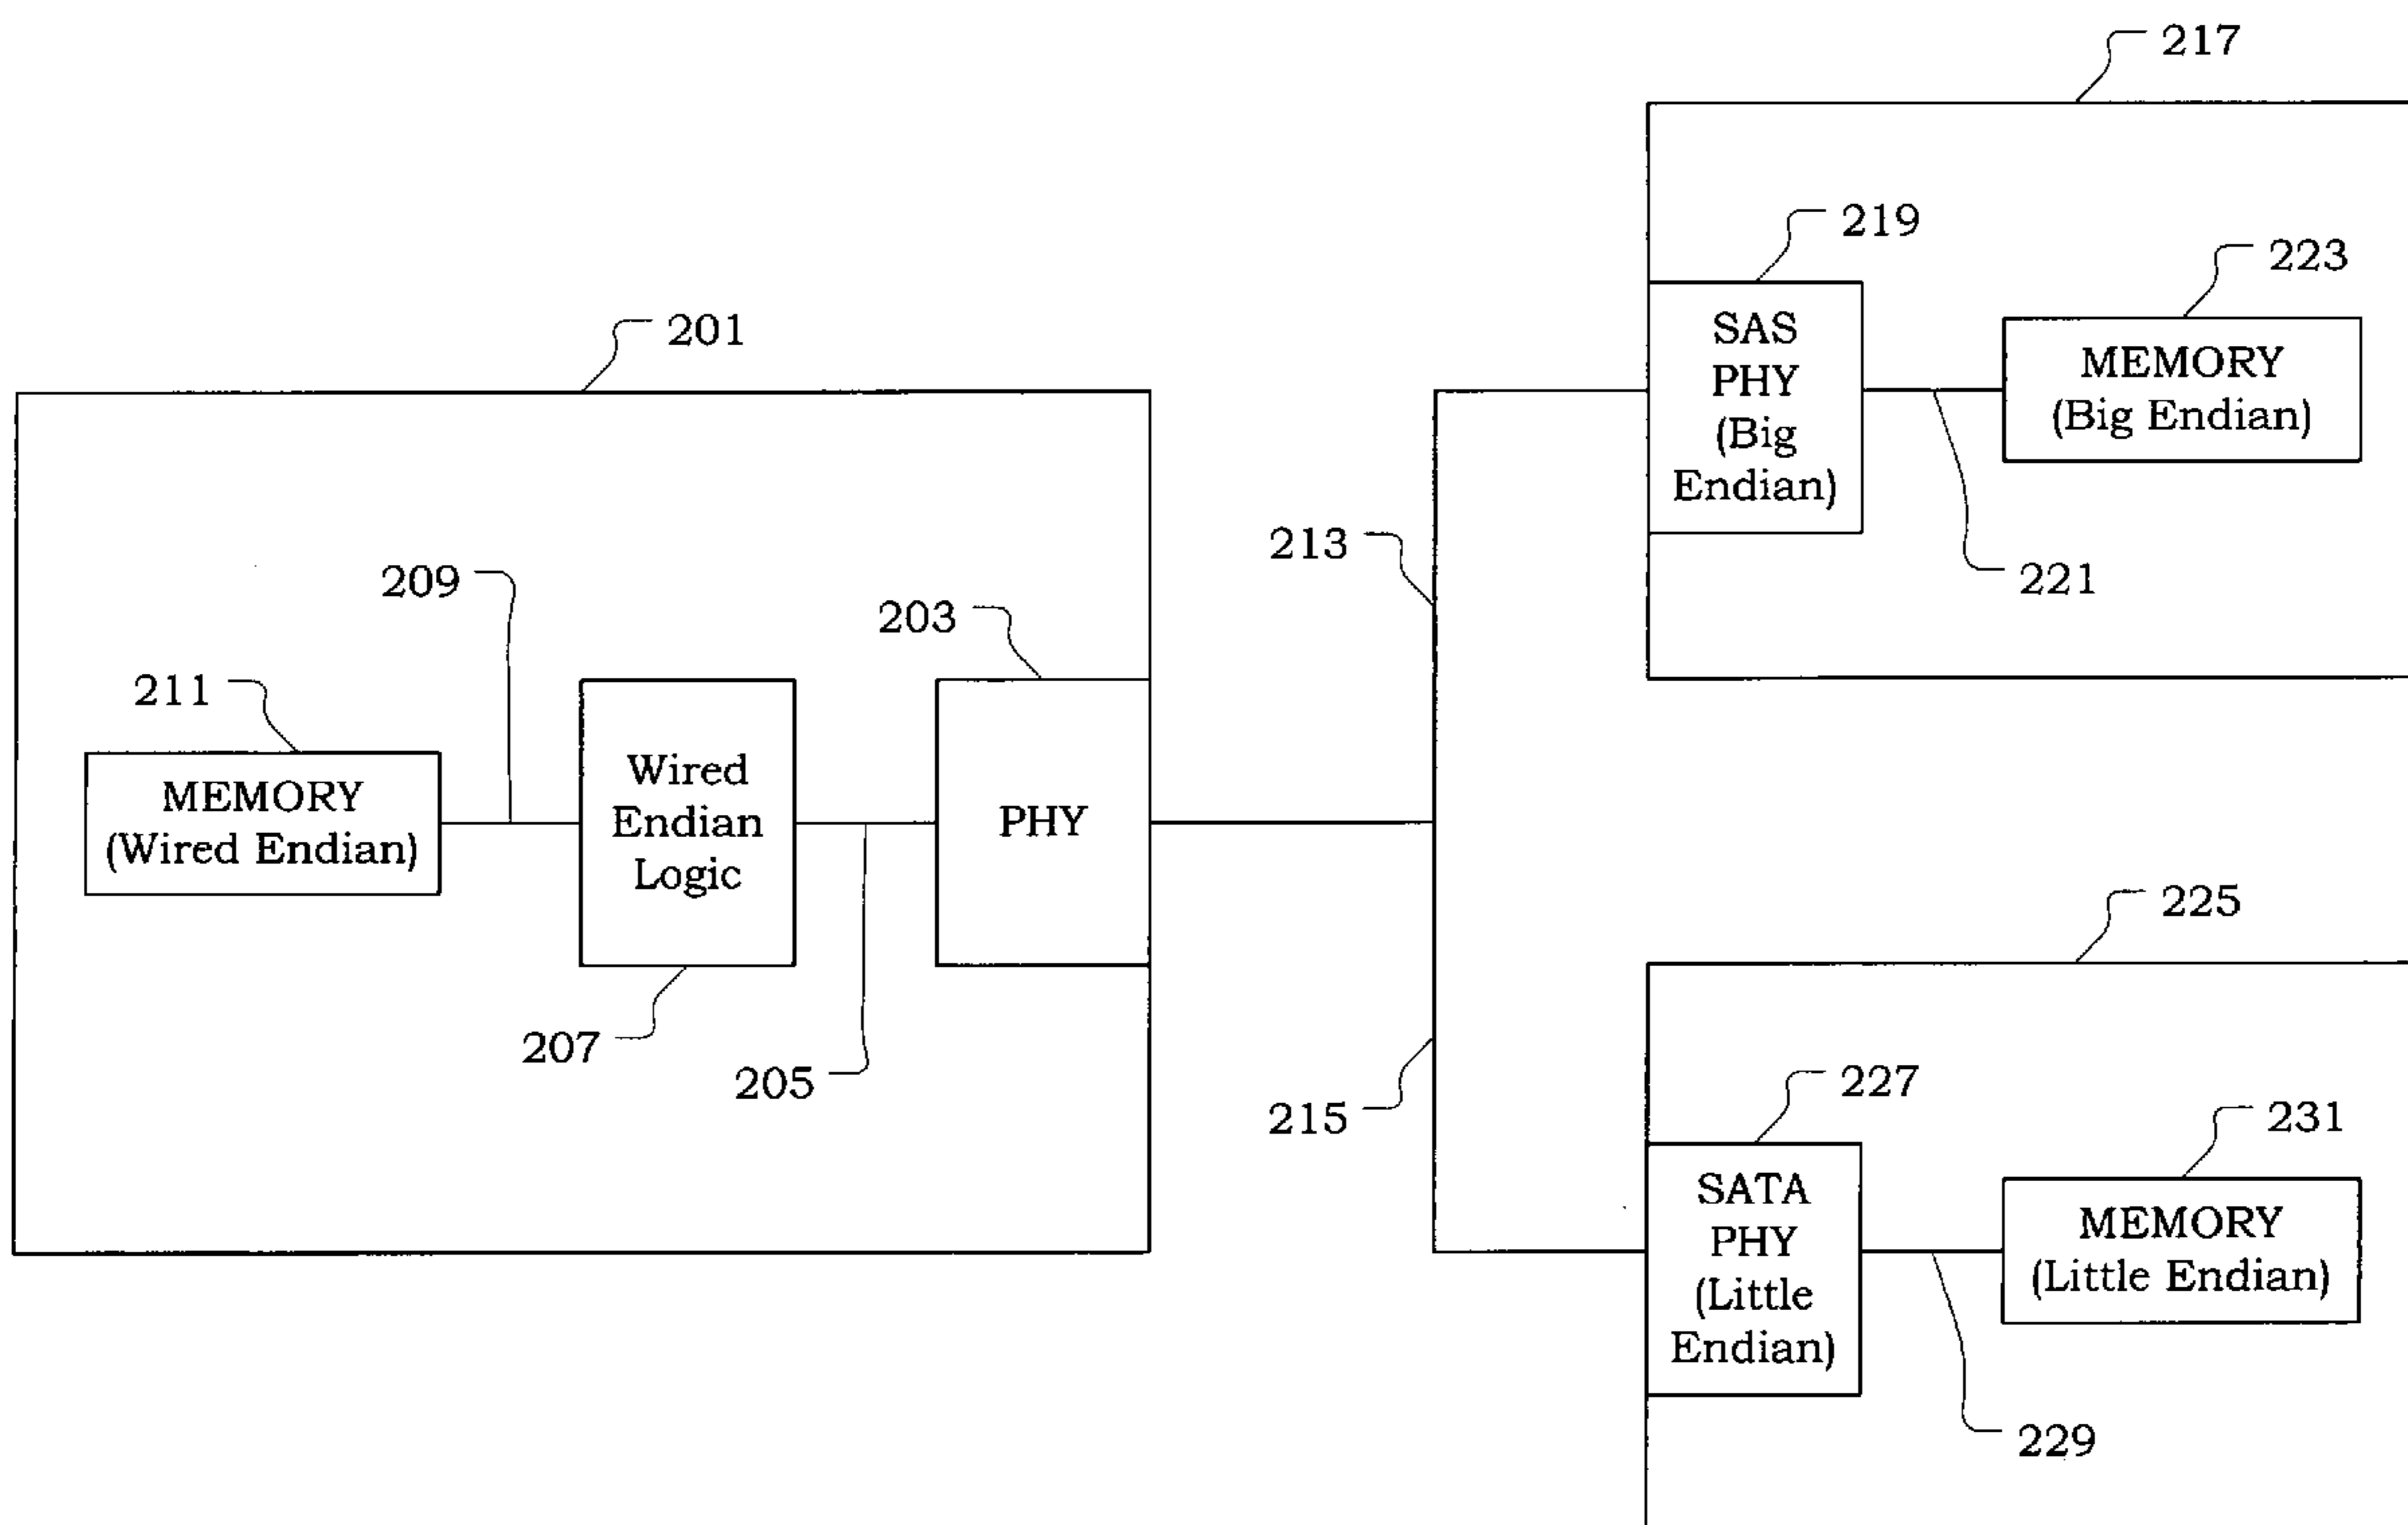 217
219
SAS
PHY
(Big
Endian)
223
MEMORY
(Big Endian)
221
201
213
209
203
211
MEMORY
(Wired Endian)
Wired
Endian
Logic
PHY
207
205
215
225
227
SATA
PHY
(Little
Endian)
231
MEMORY
(Little Endian)
229